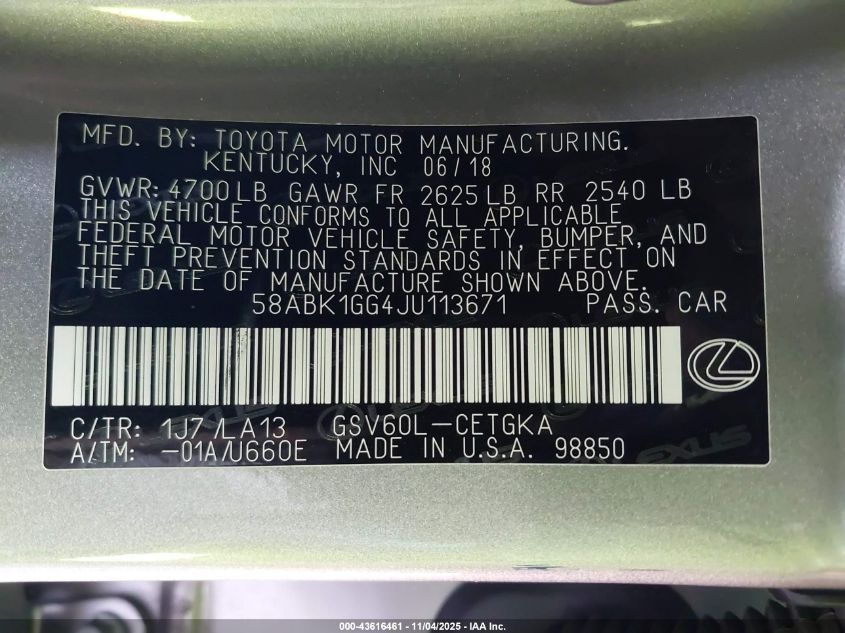 MFD. BY: TOYOTA MOTOR MANUFACTURING.
KENTUCKY, INC 06/18
GVWR: 4700LB GAWR FR 2625LB RR 2540 LB
THIS VEHICLE CONFORMS TO ALL APPLICABLE
FEDERAL MOTOR VEHICLE SAFETY, BUMPER, AND
THEFT PREVENTION STANDARDS IN EFFECT ON
THE DATE OF MANUFACTURE SHOWN ABOVE.
58ABK1GG4JU113671 PASS. CAR
C/TR: 1J7 /LA13 GSV60L-CETGKA
A/TM: -01A/U660E MADE IN U.S.A. 98850
LEXUS
000-43616461 - 11/04/2025 - IAA Inc.